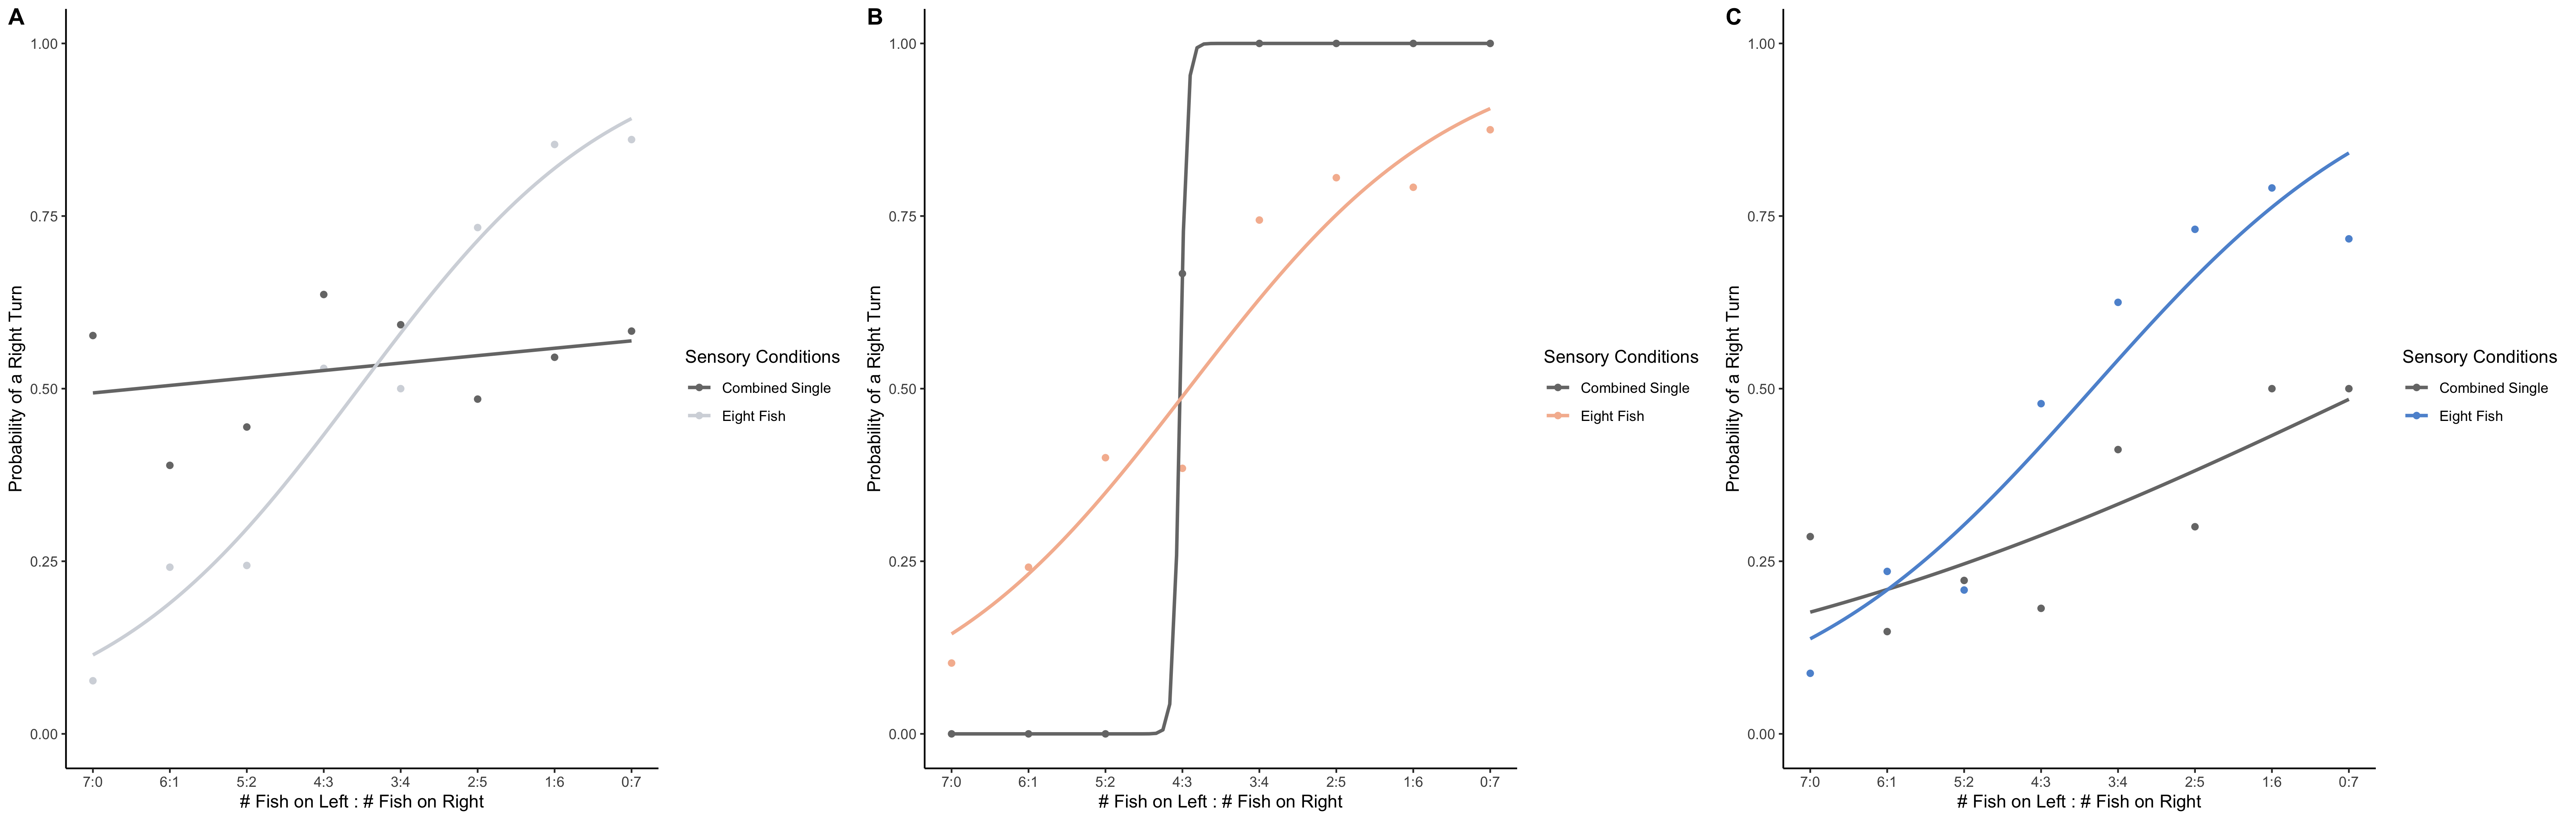 A
Probability of a Right Turn
1.00
0.75
0.50
0.25
0.00
7:0 6:1 5:2 4:3 3:4 2:5 1:6 0:7
# Fish on Left : # Fish on Right
Sensory Conditions
Combined Single
Eight Fish
B
Probability of a Right Turn
1.00
0.75
0.50
0.25
0.00
7:0 6:1 5:2 4:3 3:4 2:5 1:6 0:7
# Fish on Left : # Fish on Right
Sensory Conditions
Combined Single
Eight Fish
C
Probability of a Right Turn
1.00
0.75
0.50
0.25
0.00
7:0 6:1 5:2 4:3 3:4 2:5 1:6 0:7
# Fish on Left : # Fish on Right
Sensory Conditions
Combined Single
Eight Fish